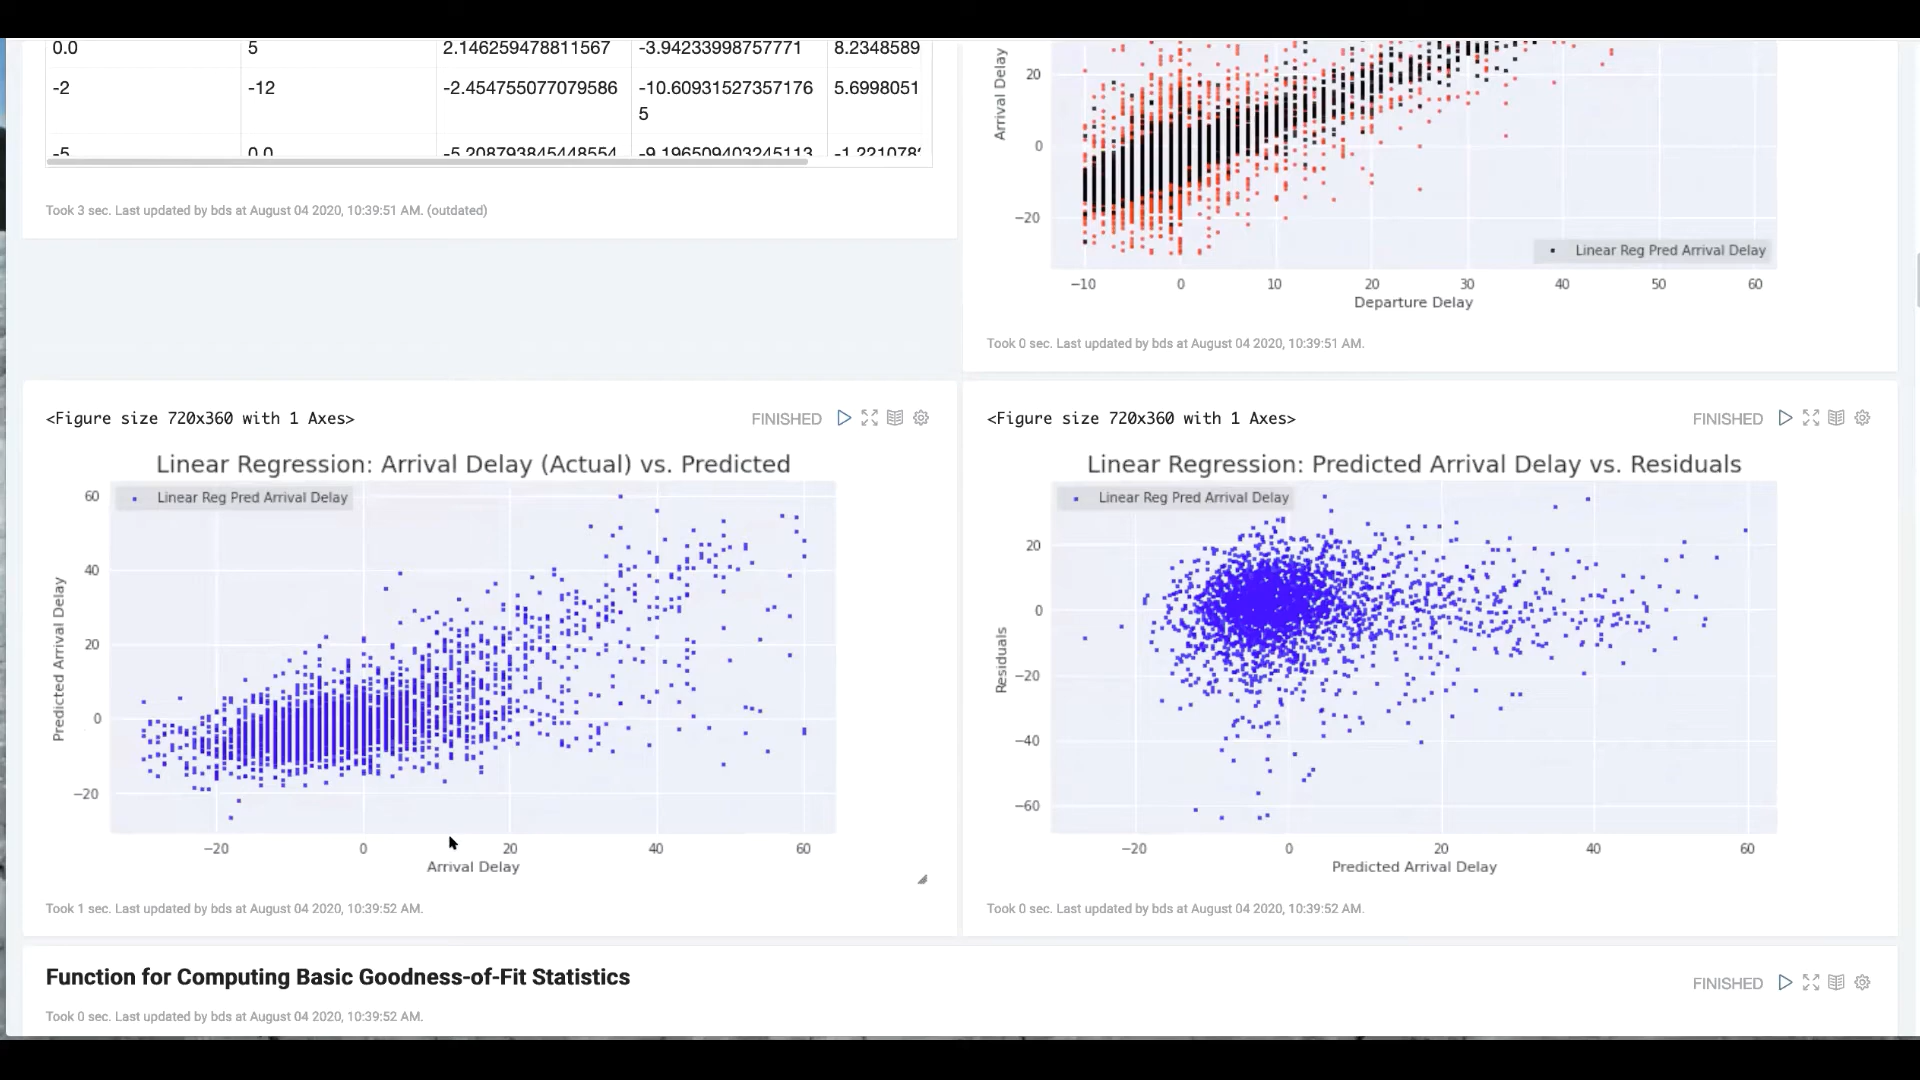 0.0 5 2.146259478811567 -3.94233998757771 8.2348589
-2 -12 -2.454755077079586 -10.60931527357176 5.6998051
5
-5 0.0 -5.208793845448554 -9.196509403245113
Took 3 sec. Last updated by bds at August 04 2020, 10:39:51 AM. (outdated)
Arrival Delay
20
0
−20
Linear Reg Pred Arrival Delay
−10 0 10 20 30 40 50 60
Departure Delay
Took 0 sec. Last updated by bds at August 04 2020, 10:39:51 AM.
<Figure size 720x360 with 1 Axes>
FINISHED
Linear Regression: Arrival Delay (Actual) vs. Predicted
Linear Reg Pred Arrival Delay
Predicted Arrival Delay
60
40
20
0
−20
−20 0 20 40 60
Arrival Delay
Took 1 sec. Last updated by bds at August 04 2020, 10:39:52 AM.
<Figure size 720x360 with 1 Axes>
FINISHED
Linear Regression: Predicted Arrival Delay vs. Residuals
Linear Reg Pred Arrival Delay
Residuals
20
0
−20
−40
−60
−20 0 20 40 60
Predicted Arrival Delay
Took 0 sec. Last updated by bds at August 04 2020, 10:39:52 AM.
Function for Computing Basic Goodness-of-Fit Statistics
FINISHED
Took 0 sec. Last updated by bds at August 04 2020, 10:39:52 AM.